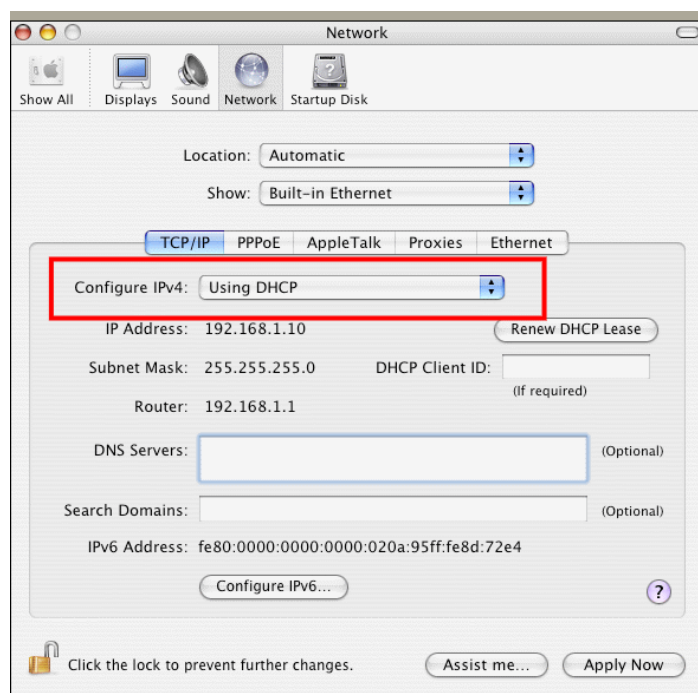 Network
Show All Displays Sound Network Startup Disk
Location: Automatic
Show: Built-in Ethernet
TCP/IP PPPoE AppleTalk Proxies Ethernet
Configure IPv4: Using DHCP
IP Address: 192.168.1.10 Renew DHCP Lease
Subnet Mask: 255.255.255.0 DHCP Client ID:
(If required)
Router: 192.168.1.1
DNS Servers: (Optional)
Search Domains: (Optional)
IPv6 Address: fe80:0000:0000:0000:020a:95ff:fe8d:72e4
Configure IPv6...
?
Click the lock to prevent further changes. Assist me... Apply Now